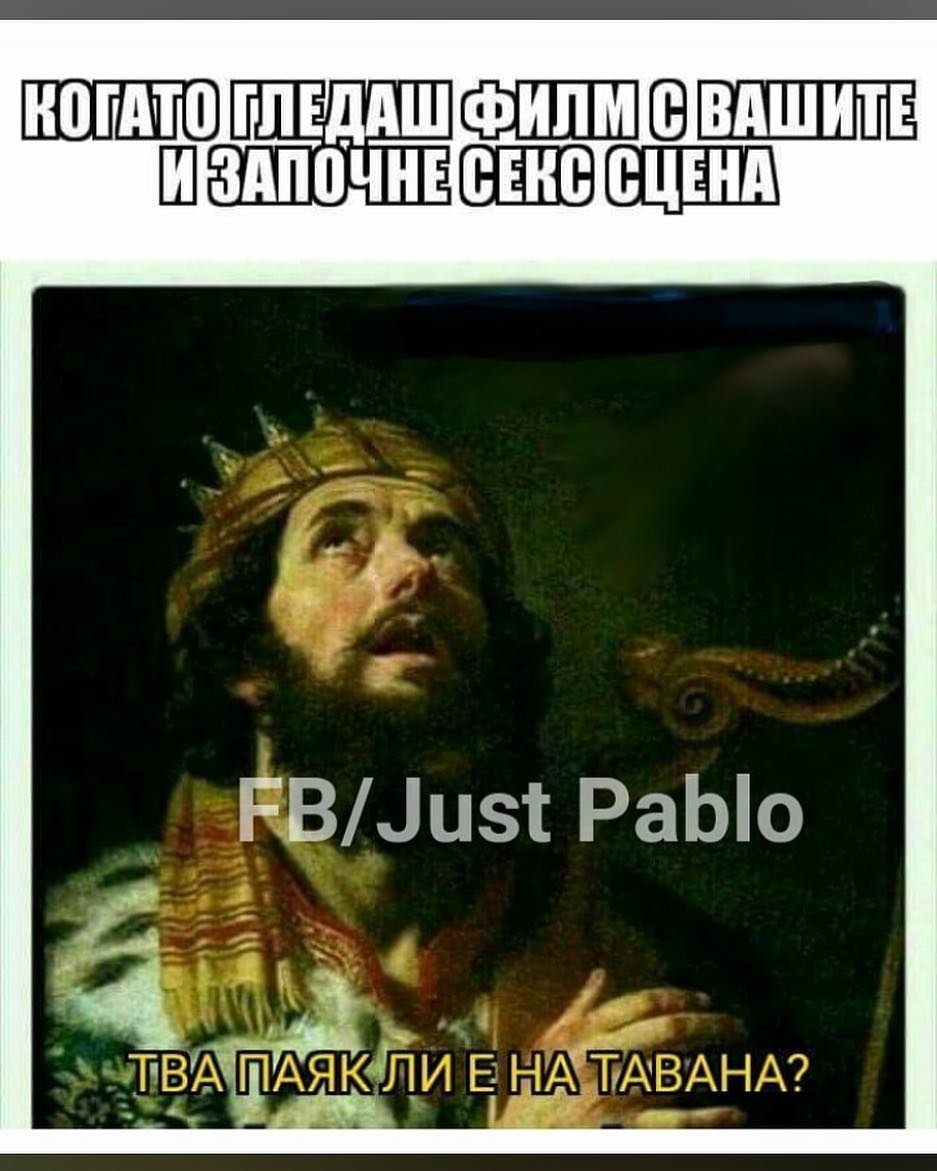 КОГАТО ГЛЕДАШ ФИЛМ С ВАШИТЕ
И ЗАПОЧНЕ СЕКС СЦЕНА
FB/Just Pablo
ТВА ПАЯК ЛИ Е НА ТАВАНА?